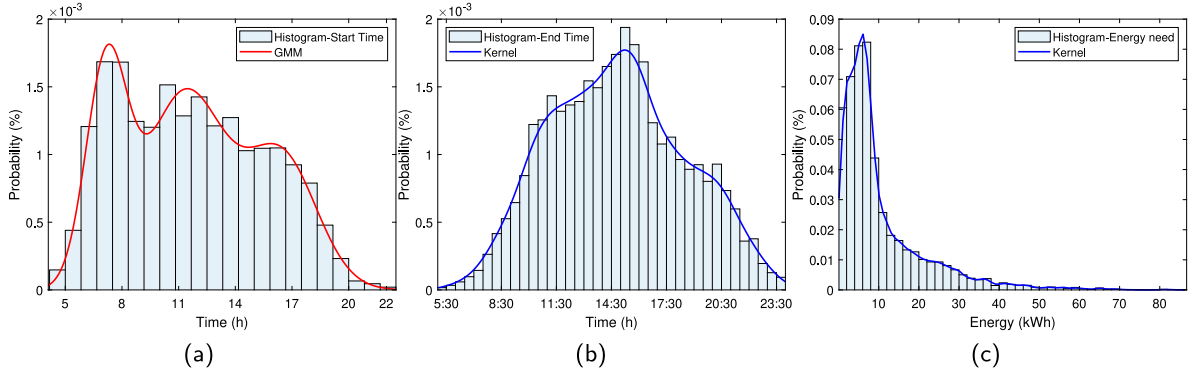 ×10⁻³
2
1.5
1
0.5
0
Probability (%)
Histogram-Start Time
GMM
5 8 11 14 17 20 22
Time (h)
(a)
×10⁻³
2
1.5
1
0.5
0
Probability (%)
Histogram-End Time
Kernel
5:30 8:30 11:30 14:30 17:30 20:30 23:30
Time (h)
(b)
0.09
0.08
0.07
0.06
0.05
0.04
0.03
0.02
0.01
0
Probability (%)
Histogram-Energy need
Kernel
10 20 30 40 50 60 70 80
Energy (kWh)
(c)